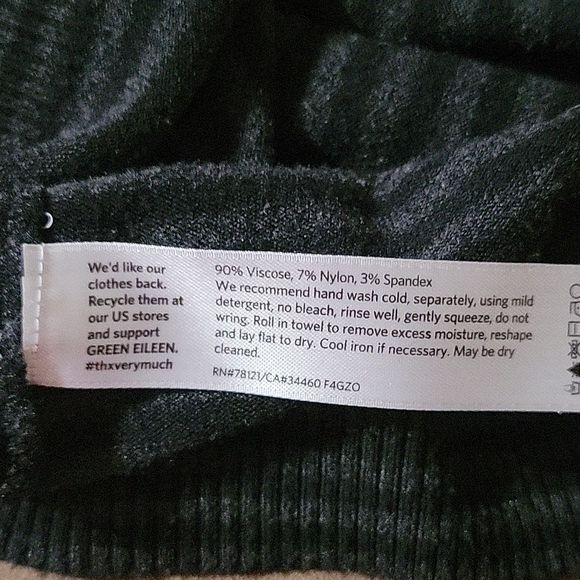 We'd like our
clothes back.
Recycle them at
our US stores
and support
GREEN EILEEN.
#thxverymuch
90% Viscose, 7% Nylon, 3% Spandex
We recommend hand wash cold, separately, using mild
detergent, no bleach, rinse well, gently squeeze, do not
wring. Roll in towel to remove excess moisture, reshape
and lay flat to dry. Cool iron if necessary. May be dry
cleaned.
RN#78121/CA#34460 F4GZO